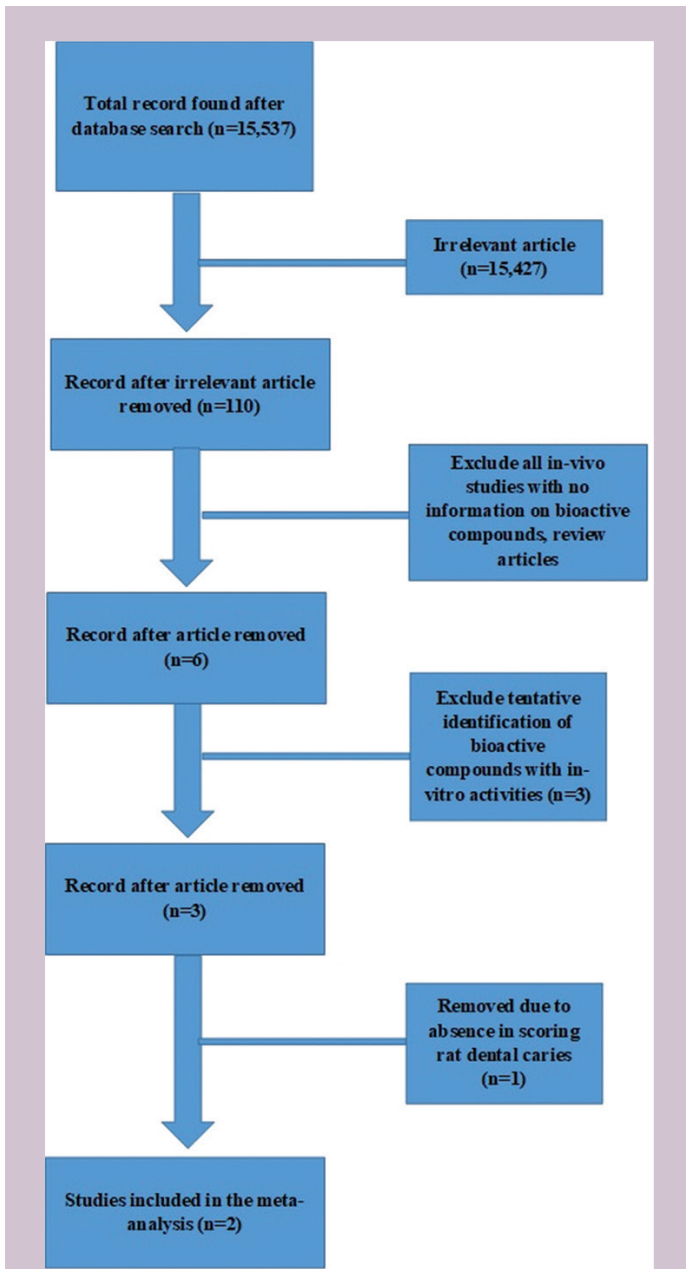 Total record found after
database search (n=15,537)
Irrelevant article
(n=15,427)
Record after irrelevant article
removed (n=110)
Exclude all in-vivo
studies with no
information on bioactive
compounds, review
articles
Record after article removed
(n=6)
Exclude tentative
identification of
bioactive
compounds with in-
vitro activities (n=3)
Record after article removed
(n=3)
Removed due to
absence in scoring
rat dental caries
(n=1)
Studies included in the meta-
analysis (n=2)